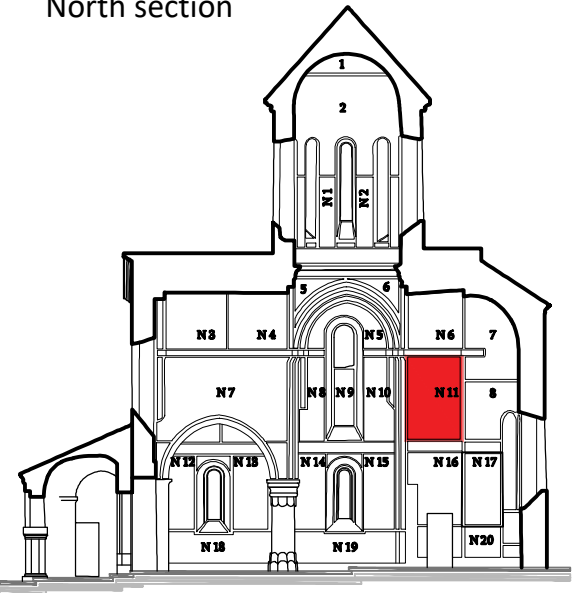 North section
1
2
N 1 N 2
5 6
N 3 N 4 N 5 N 6 7
N 7 N 8 N 9 N 10 N 11 8
N 12 N 13 N 14 N 15 N 16 N 17
N 18 N 19 N 20